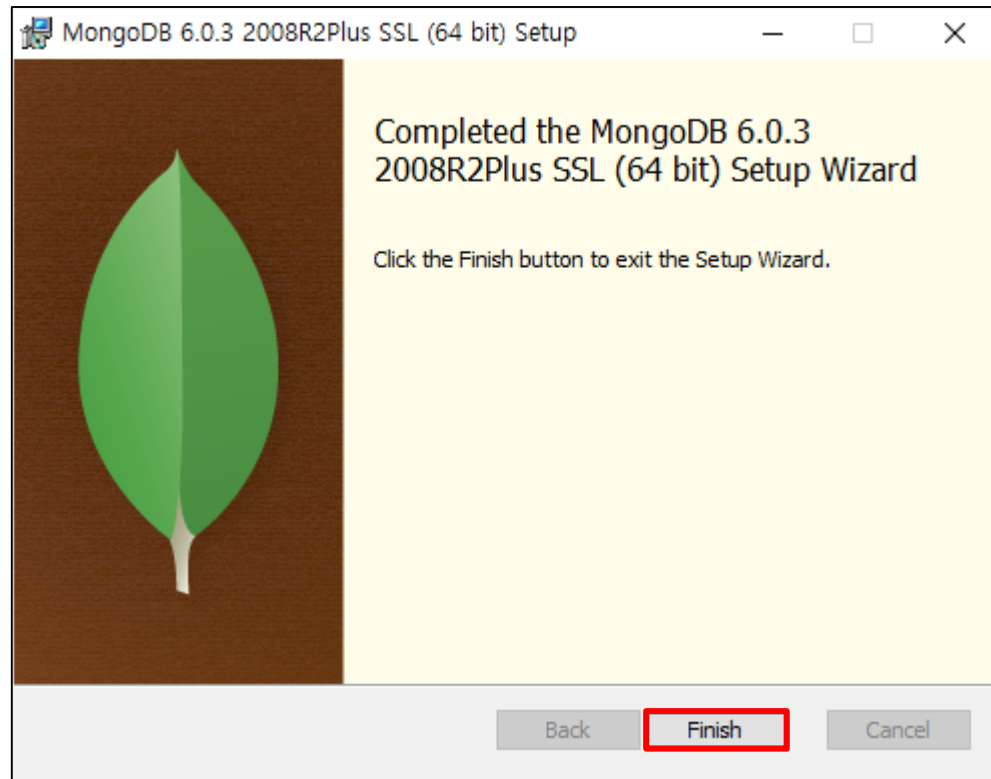 MongoDB 6.0.3 2008R2Plus SSL (64 bit) Setup
Completed the MongoDB 6.0.3
2008R2Plus SSL (64 bit) Setup Wizard
Click the Finish button to exit the Setup Wizard.
Back Finish Cancel